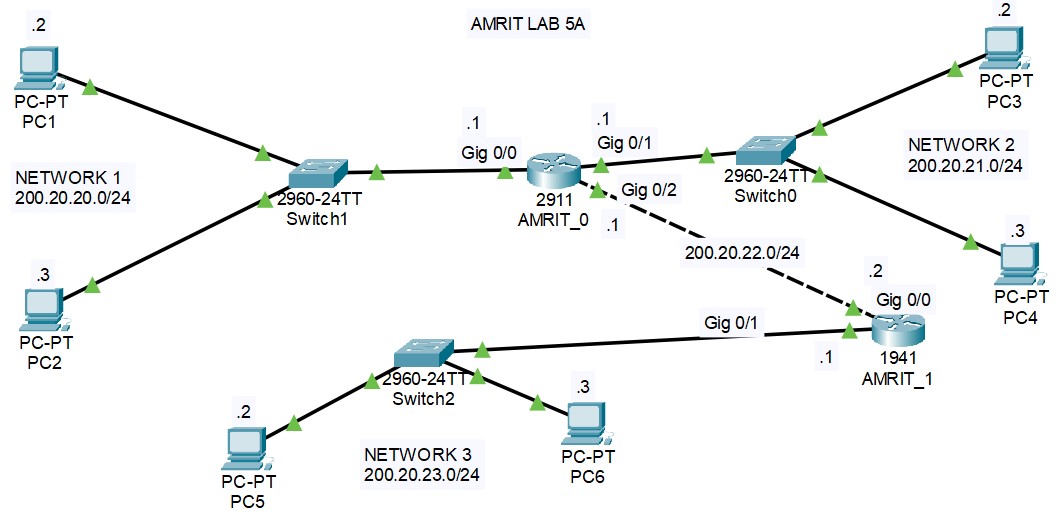 AMRIT LAB 5A
.2
PC-PT
PC1
.2
PC-PT
PC3
.1
Gig 0/0
.1
Gig 0/1
NETWORK 1
200.20.20.0/24
2960-24TT
Switch1
2911
AMRIT_0
Gig 0/2
.1
2960-24TT
Switch0
NETWORK 2
200.20.21.0/24
.3
PC-PT
PC2
200.20.22.0/24
.3
PC-PT
PC4
.2
Gig 0/0
Gig 0/1
.1
1941
AMRIT_1
2960-24TT
Switch2
.2
PC-PT
PC5
.3
PC-PT
PC6
NETWORK 3
200.20.23.0/24